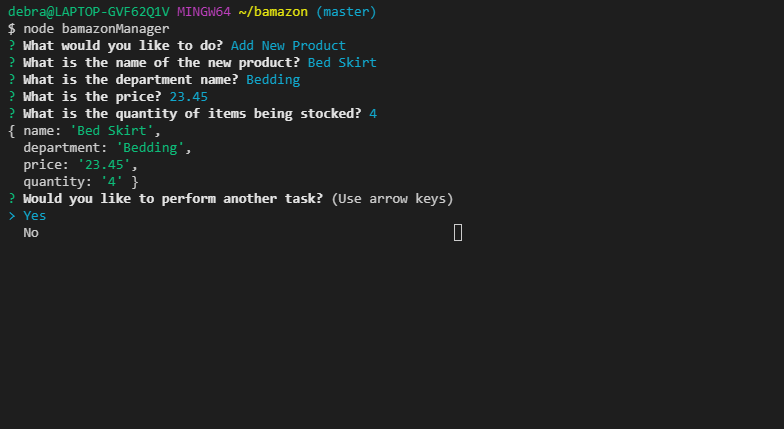 debra@LAPTOP-GVF62Q1V MINGW64 ~/bamazon (master)
$ node bamazonManager
? What would you like to do? Add New Product
? What is the name of the new product? Bed Skirt
? What is the department name? Bedding
? What is the price? 23.45
? What is the quantity of items being stocked? 4
{ name: 'Bed Skirt',
  department: 'Bedding',
  price: '23.45',
  quantity: '4' }
? Would you like to perform another task? (Use arrow keys)
> Yes
  No